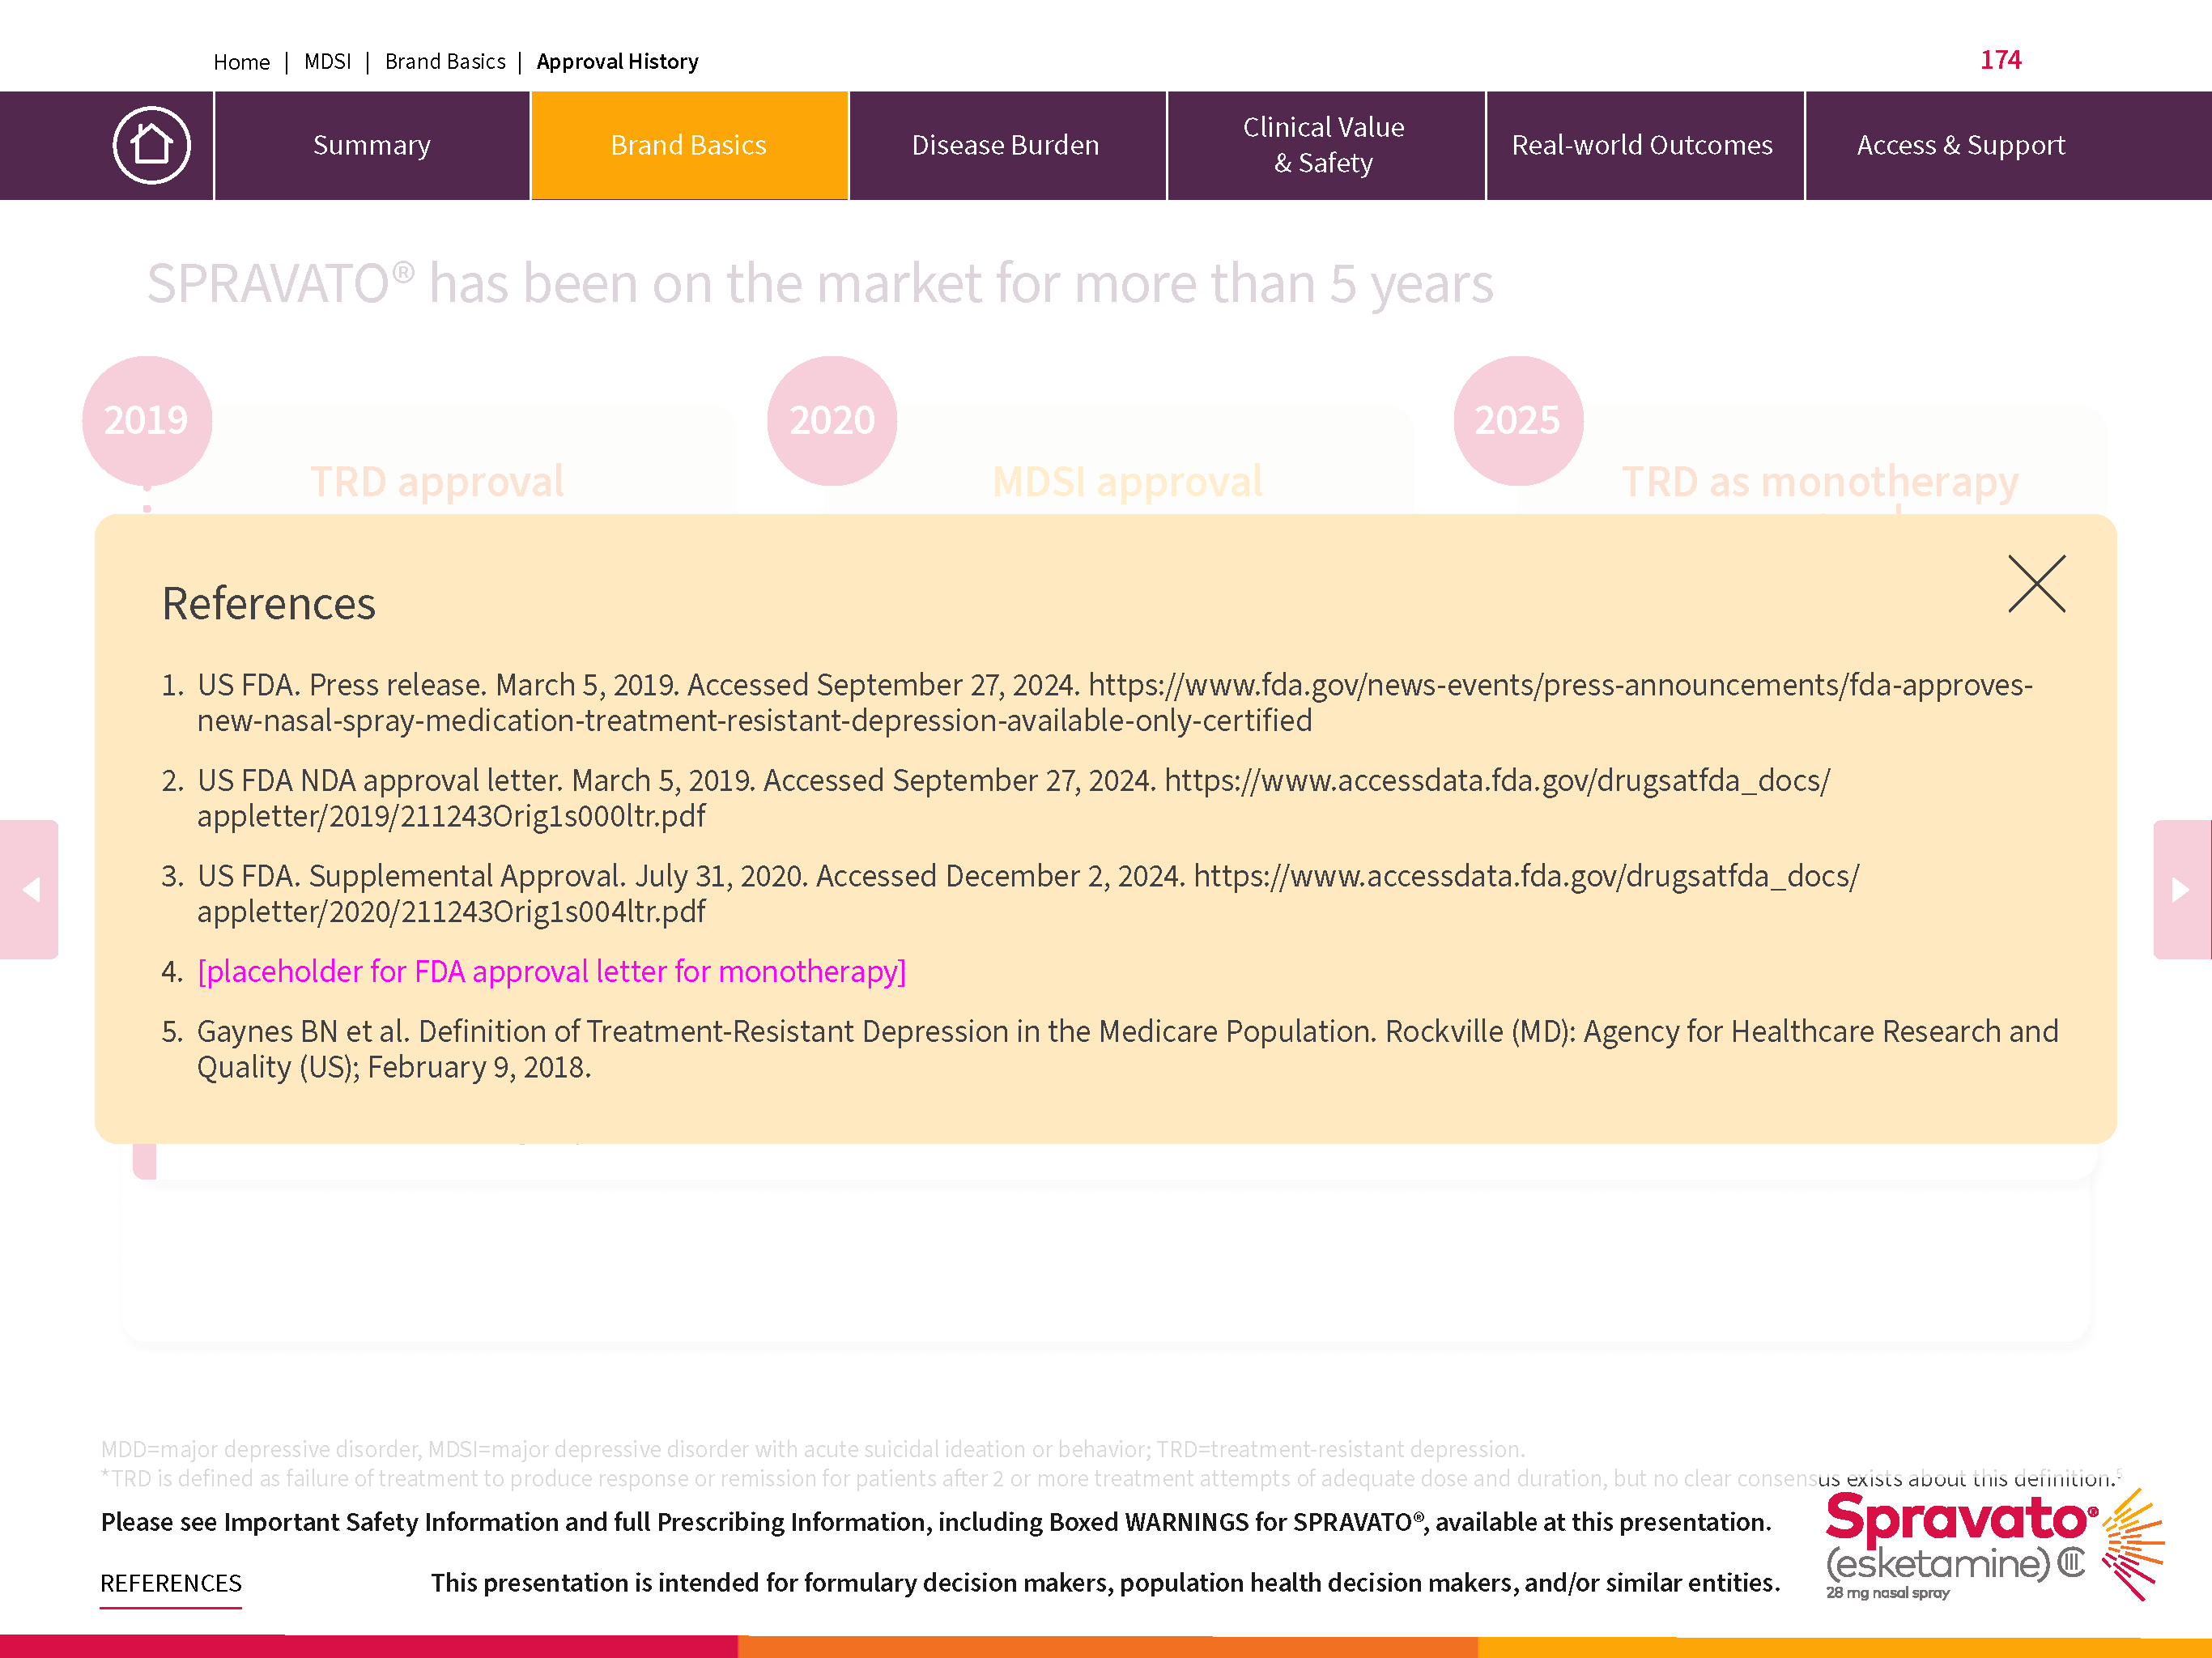 Home | MDSI | Brand Basics | Approval History
174
Summary
Brand Basics
Disease Burden
Clinical Value
& Safety
Real-world Outcomes
Access & Support
SPRAVATO® has been on the market for more than 5 years
2019
2020
2025
TRD approval
MDSI approval
TRD as monotherapy
References
1. US FDA. Press release. March 5, 2019. Accessed September 27, 2024. https://www.fda.gov/news-events/press-announcements/fda-approves-
new-nasal-spray-medication-treatment-resistant-depression-available-only-certified
2. US FDA NDA approval letter. March 5, 2019. Accessed September 27, 2024. https://www.accessdata.fda.gov/drugsatfda_docs/
appletter/2019/211243Orig1s000ltr.pdf
3. US FDA. Supplemental Approval. July 31, 2020. Accessed December 2, 2024. https://www.accessdata.fda.gov/drugsatfda_docs/
appletter/2020/211243Orig1s004ltr.pdf
4. [placeholder for FDA approval letter for monotherapy]
5. Gaynes BN et al. Definition of Treatment-Resistant Depression in the Medicare Population. Rockville (MD): Agency for Healthcare Research and
Quality (US); February 9, 2018.
MDD=major depressive disorder, MDSI=major depressive disorder with acute suicidal ideation or behavior; TRD=treatment-resistant depression.
*TRD is defined as failure of treatment to produce response or remission for patients after 2 or more treatment attempts of adequate dose and duration, but no clear consensus exists about this definition.5
Please see Important Safety Information and full Prescribing Information, including Boxed WARNINGS for SPRAVATO®, available at this presentation.
REFERENCES
This presentation is intended for formulary decision makers, population health decision makers, and/or similar entities.
Spravato®
(esketamine) CIII
28 mg nasal spray